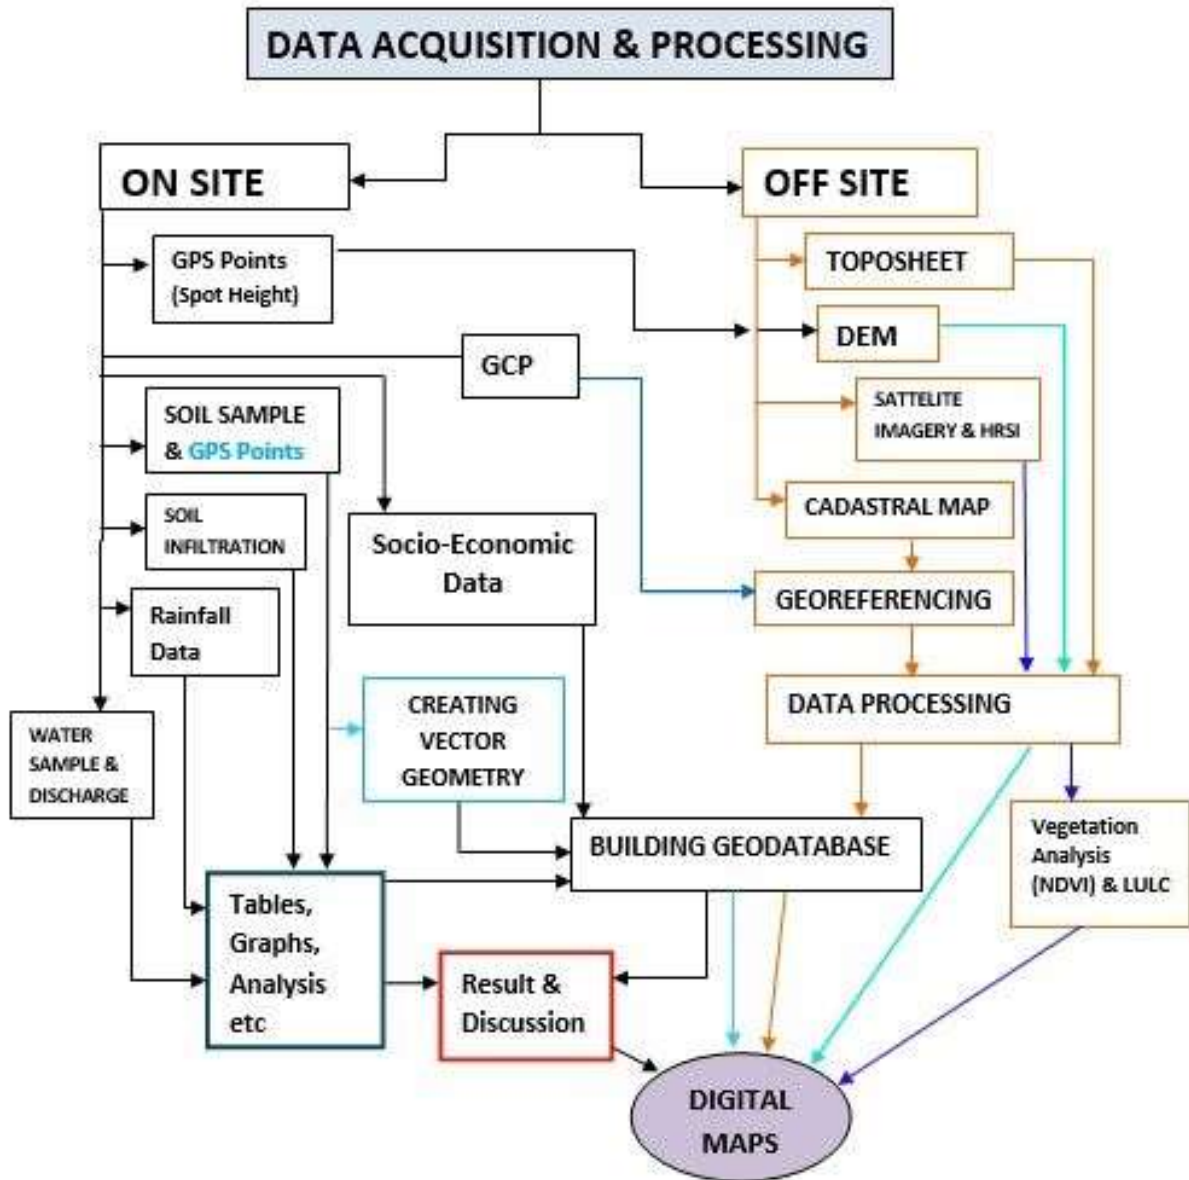 DATA ACQUISITION & PROCESSING
ON SITE
OFF SITE
GPS Points
(Spot Height)
TOPOSHEET
DEM
GCP
SATTELITE
IMAGERY & HRSI
SOIL SAMPLE
& GPS Points
CADASTRAL MAP
SOIL
INFILTRATION
Socio-Economic
Data
GEOREFERENCING
Rainfall
Data
CREATING
VECTOR
GEOMETRY
DATA PROCESSING
WATER
SAMPLE &
DISCHARGE
BUILDING GEODATABASE
Vegetation
Analysis
(NDVI) & LULC
Tables,
Graphs,
Analysis
etc
Result &
Discussion
DIGITAL
MAPS